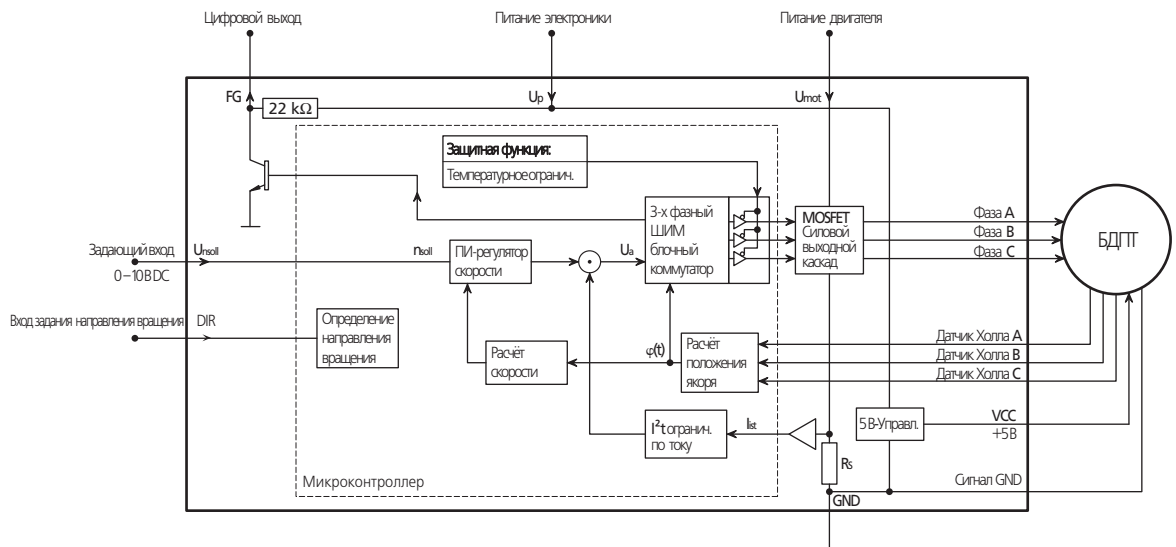 Цифровой выход
Питание электроники
Питание двигателя
FG
22 kΩ
Up
Umot
Защитная функция:
Температурное огранич.
3-х фазный
ШИМ
блочный
коммутатор
MOSFET
Силовой
выходной
каскад
Фаза A
Фаза B
Фаза C
БДПТ
Задающий вход
0–10В DC
Unsoll
nsoll
ПИ-регулятор
скорости
Ua
Вход задания направления вращения
DIR
Определение
направления
вращения
Расчёт
скорости
φ(t)
Расчёт
положения
якоря
Датчик Холла A
Датчик Холла B
Датчик Холла C
I²t огранич.
по току
Iist
5 В-Управл.
VCC
+5В
RS
Микроконтроллер
GND
Сигнал GND